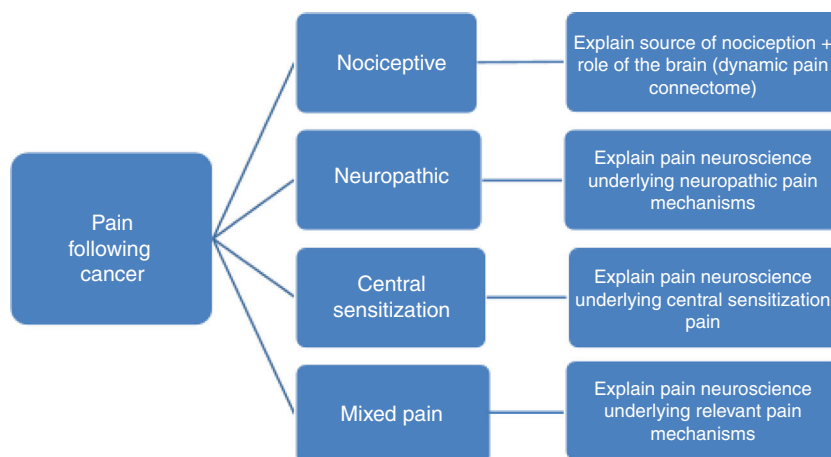 Pain
following
cancer
Nociceptive
Explain source of nociception +
role of the brain (dynamic pain
connectome)
Neuropathic
Explain pain neuroscience
underlying neuropathic pain
mechanisms
Central
sensitization
Explain pain neuroscience
underlying central sensitization
pain
Mixed pain
Explain pain neuroscience
underlying relevant pain
mechanisms